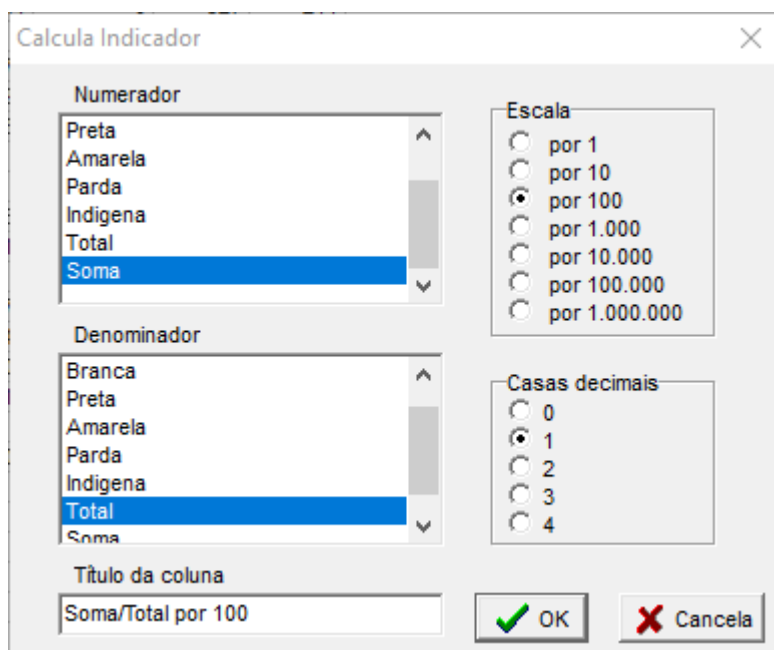 Calcula Indicador
Numerador
Preta
Amarela
Parda
Indigena
Total
Soma
Denominador
Branca
Preta
Amarela
Parda
Indigena
Total
Soma
Título da coluna
Soma/Total por 100
Escala
por 1
por 10
por 100
por 1.000
por 10.000
por 100.000
por 1.000.000
Casas decimais
0
1
2
3
4
OK
Cancela